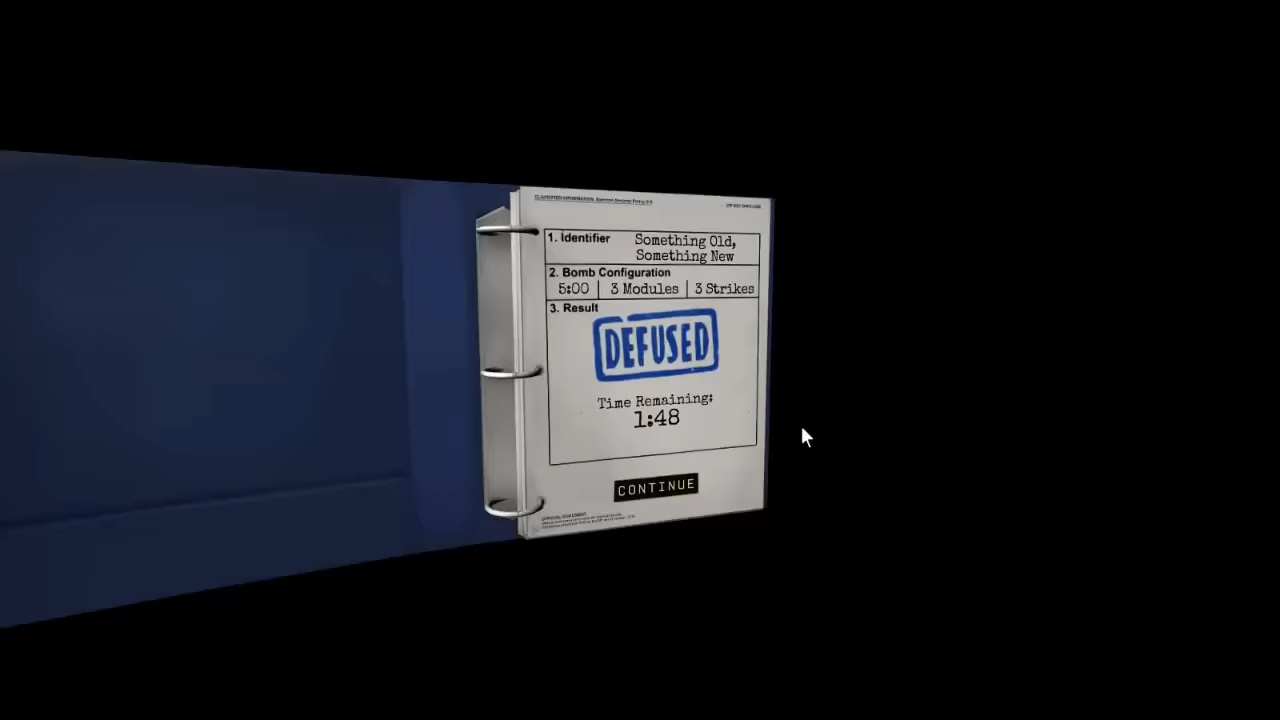 1. Identifier
Something Old,
Something New
2. Bomb Configuration
5:00 | 3 Modules | 3 Strikes
3. Result
DEFUSED
Time Remaining:
1:48
CONTINUE